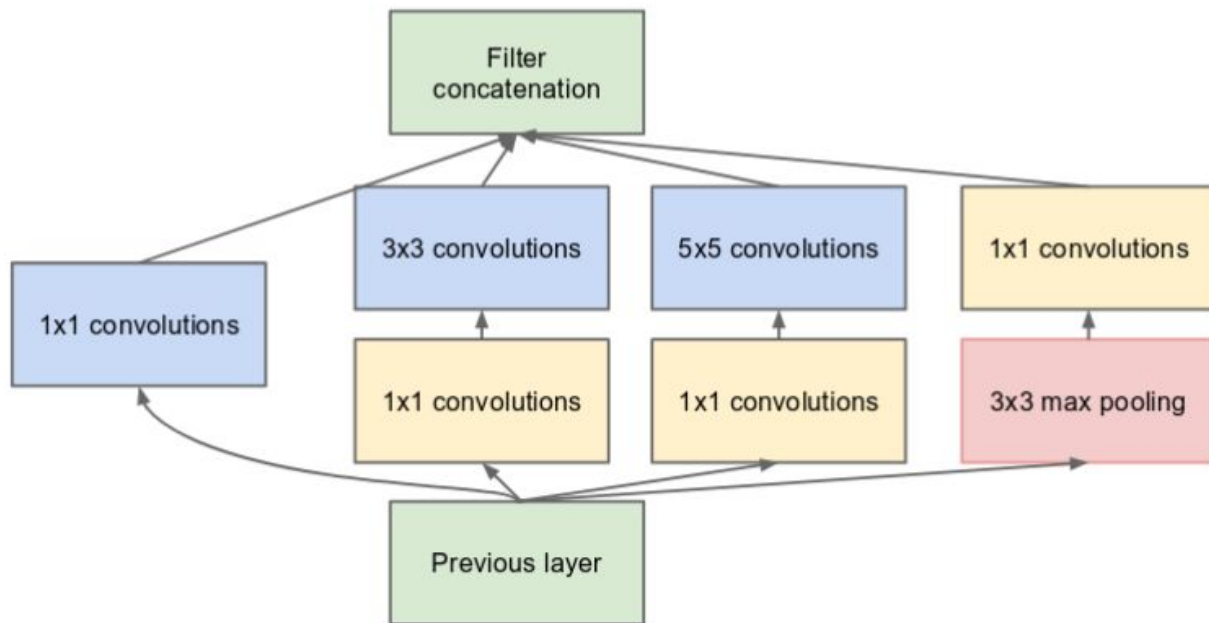 Filter
concatenation
3x3 convolutions
5x5 convolutions
1x1 convolutions
1x1 convolutions
1x1 convolutions
1x1 convolutions
3x3 max pooling
Previous layer